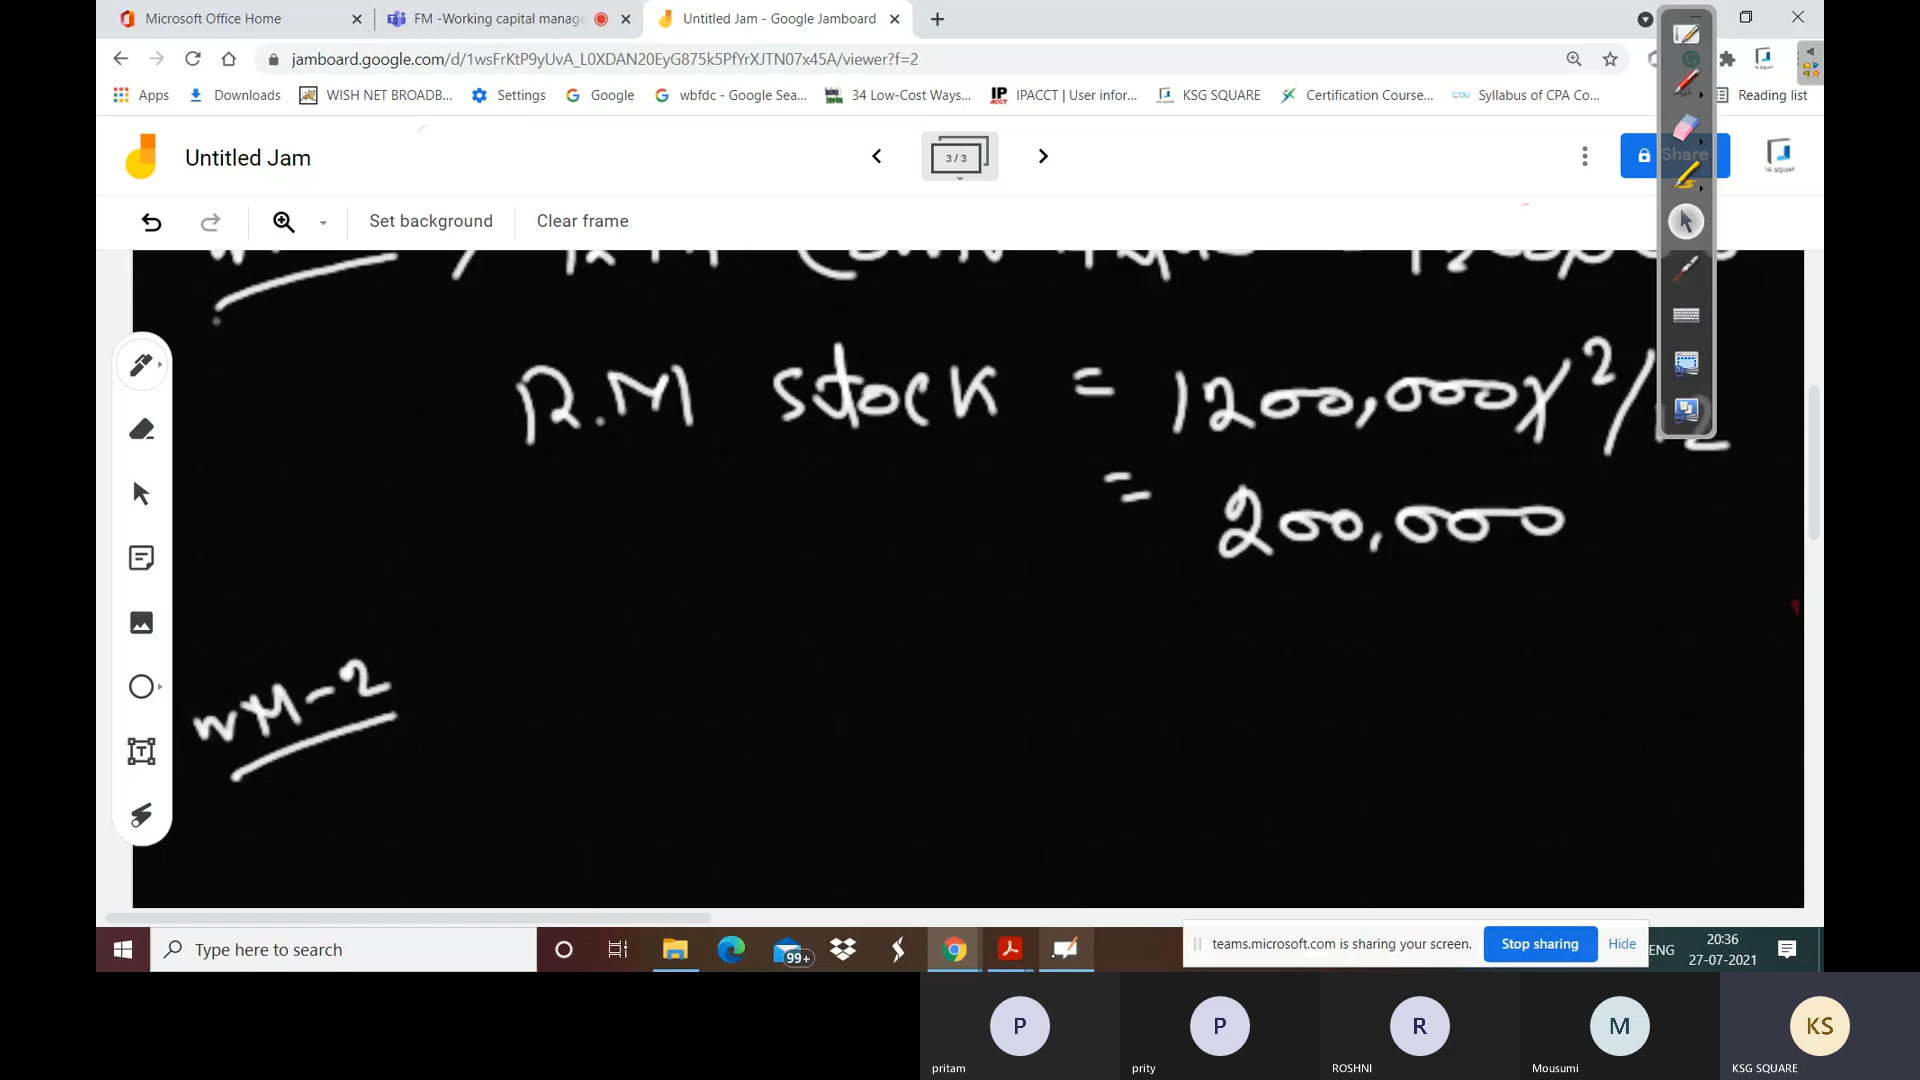 Microsoft Office Home
FM -Working capital manage
Untitled Jam - Google Jamboard
jamboard.google.com/d/1wsFrKtP9yUvA_L0XDAN20EyG875k5PfYrXJTN07x45A/viewer?f=2
Apps
Downloads
WISH NET BROADB...
Settings
Google
wbfdc - Google Sea...
34 Low-Cost Ways...
IPACCT | User infor...
KSG SQUARE
Certification Course...
Syllabus of CPA Co...
Reading list
Untitled Jam
3 / 3
Share
Set background
Clear frame
R.M stock = 1200,000 x 2/12
= 200,000
WM-2
Type here to search
99+
teams.microsoft.com is sharing your screen.
Stop sharing
Hide
ENG
20:36
27-07-2021
P
P
R
M
KS
pritam
prity
ROSHNI
Mousumi
KSG SQUARE